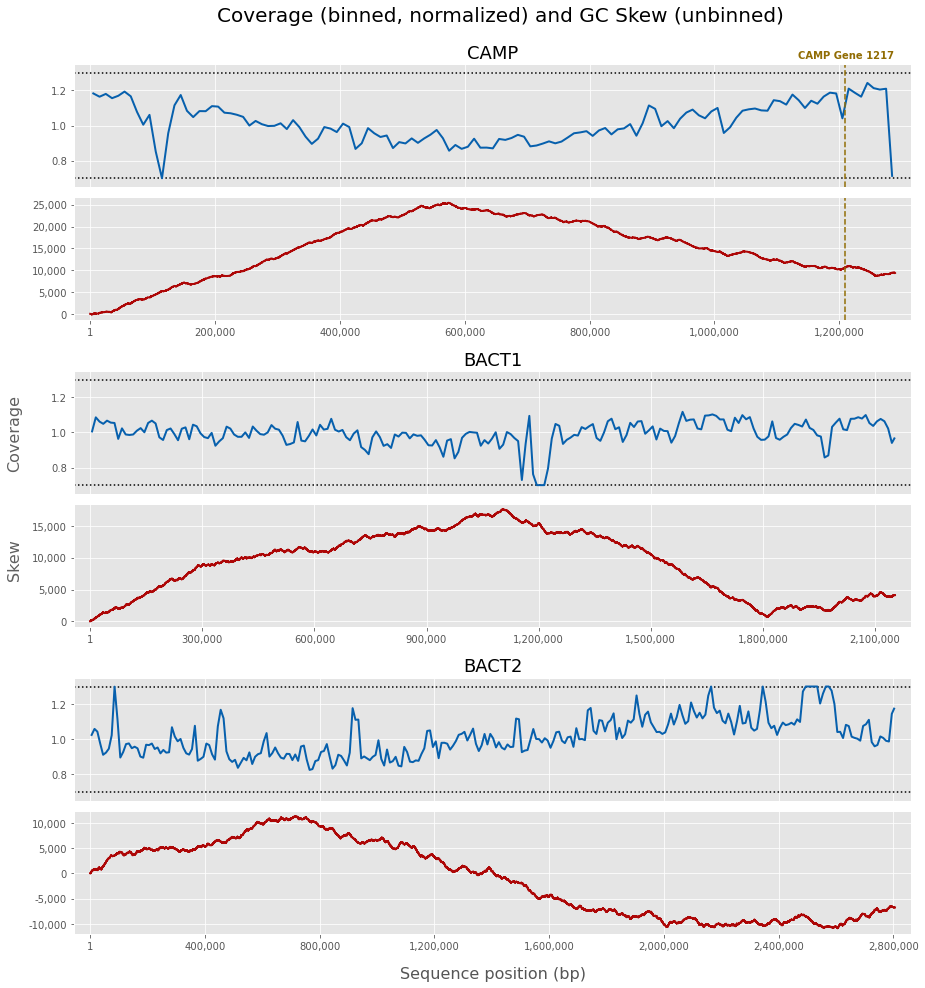 Coverage (binned, normalized) and GC Skew (unbinned)
CAMP
CAMP Gene 1217
1.2
1.0
0.8
25,000
20,000
15,000
10,000
5,000
0
1 200,000 400,000 600,000 800,000 1,000,000 1,200,000
BACT1
Coverage
1.2
1.0
0.8
Skew
15,000
10,000
5,000
0
1 300,000 600,000 900,000 1,200,000 1,500,000 1,800,000 2,100,000
BACT2
1.2
1.0
0.8
10,000
5,000
0
-5,000
-10,000
1 400,000 800,000 1,200,000 1,600,000 2,000,000 2,400,000 2,800,000
Sequence position (bp)